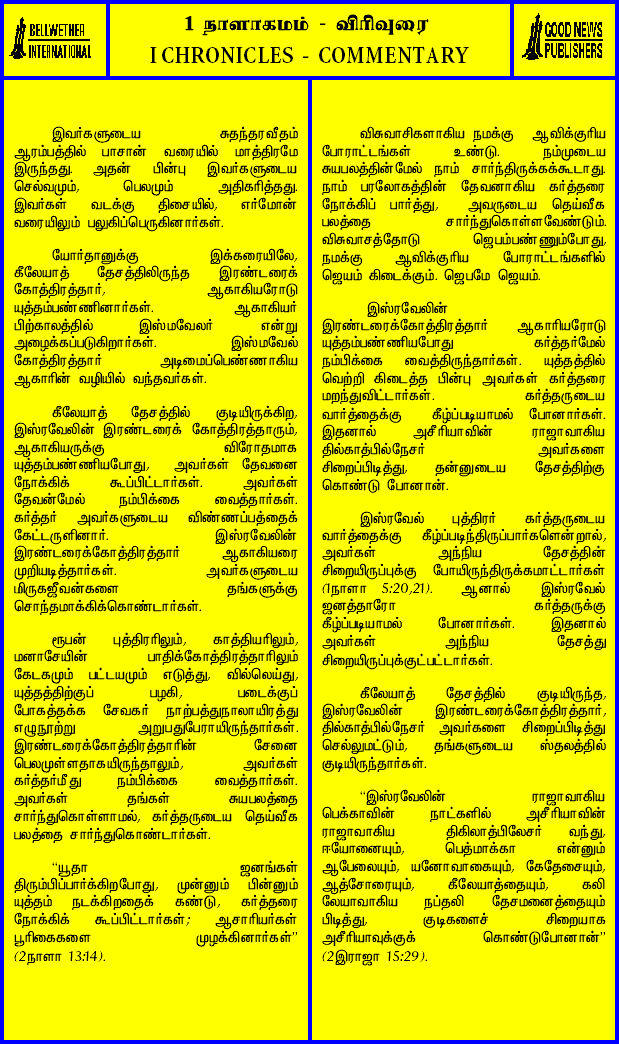 BELLWETHER
INTERNATIONAL
1 நாளாகமம் - விரிவுரை
I CHRONICLES - COMMENTARY
GOOD NEWS
PUBLISHERS
இவர்களுடைய சுதந்தரவீதம்
ஆரம்பத்தில் பாசான் வரையில் மாத்திரமே
இருந்தது. அதன் பின்பு இவர்களுடைய
செல்வமும், பெலமும் அதிகரித்தது.
இவர்கள் வடக்கு திசையில், எர்மோன்
வரையிலும் பலுகிப்பெருகினார்கள்.
யோர்தானுக்கு இக்கரையிலே,
கீலேயாத் தேசத்திலிருந்த இரண்டரைக்
கோத்திரத்தார், ஆகாகியரோடு
யுத்தம்பண்ணினார்கள். ஆகாகியர்
பிற்காலத்தில் இஸ்மவேலர் என்று
அழைக்கப்படுகிறார்கள். இஸ்மவேல்
கோத்திரத்தார் அடிமைப்பெண்ணாகிய
ஆகாரின் வழியில் வந்தவர்கள்.
கீலேயாத் தேசத்தில் குடியிருக்கிற,
இஸ்ரவேலின் இரண்டரைக் கோத்திரத்தாரும்,
ஆகாகியருக்கு விரோதமாக
யுத்தம்பண்ணியபோது, அவர்கள் தேவனை
நோக்கிக் கூப்பிட்டார்கள். அவர்கள்
தேவன்மேல் நம்பிக்கை வைத்தார்கள்.
கர்த்தர் அவர்களுடைய விண்ணப்பத்தைக்
கேட்டருளினார். இஸ்ரவேலின்
இரண்டரைக்கோத்திரத்தார் ஆகாகியரை
முறியடித்தார்கள். அவர்களுடைய
மிருகஜீவன்களை தங்களுக்கு
சொந்தமாக்கிக்கொண்டார்கள்.
ரூபன் புத்திரரிலும், காத்தியரிலும்,
மனாசேயின் பாதிக்கோத்திரத்தாரிலும்
கேடகமும் பட்டயமும் எடுத்து, வில்லெய்து,
யுத்தத்திற்குப் பழகி, படைக்குப்
போகத்தக்க சேவகர் நாற்பத்துநாலாயிரத்து
எழுநூற்று அறுபதுபேராயிருந்தார்கள்.
இரண்டரைக்கோத்திரத்தாரின் சேனை
பெலமுள்ளதாகயிருந்தாலும், அவர்கள்
கர்த்தர்மீது நம்பிக்கை வைத்தார்கள்.
அவர்கள் தங்கள் சுயபலத்தை
சார்ந்துகொள்ளாமல், கர்த்தருடைய தெய்வீக
பலத்தை சார்ந்துகொண்டார்கள்.
“யூதா ஜனங்கள்
திரும்பிப்பார்க்கிறபோது, முன்னும் பின்னும்
யுத்தம் நடக்கிறதைக் கண்டு, கர்த்தரை
நோக்கிக் கூப்பிட்டார்கள்; ஆசாரியர்கள்
பூரிகைகளை முழக்கினார்கள்”
(2நாளா 13:14).
விசுவாசிகளாகிய நமக்கு ஆவிக்குரிய
போராட்டங்கள் உண்டு. நம்முடைய
சுயபலத்தின்மேல் நாம் சார்ந்திருக்கக்கூடாது.
நாம் பரலோகத்தின் தேவனாகிய கர்த்தரை
நோக்கிப் பார்த்து, அவருடைய தெய்வீக
பலத்தை சார்ந்துகொள்ளவேண்டும்.
விசுவாசத்தோடு ஜெபம்பண்ணும்போது,
நமக்கு ஆவிக்குரிய போராட்டங்களில்
ஜெயம் கிடைக்கும். ஜெபமே ஜெயம்.
இஸ்ரவேலின்
இரண்டரைக்கோத்திரத்தார் ஆகாரியரோடு
யுத்தம்பண்ணியபோது கர்த்தர்மேல்
நம்பிக்கை வைத்திருந்தார்கள். யுத்தத்தில்
வெற்றி கிடைத்த பின்பு அவர்கள் கர்த்தரை
மறந்துவிட்டார்கள். கர்த்தருடைய
வார்த்தைக்கு கீழ்ப்படியாமல் போனார்கள்.
இதனால் அசீரியாவின் ராஜாவாகிய
தில்காத்பில்நேசர் அவர்களை
சிறைப்பிடித்து, தன்னுடைய தேசத்திற்கு
கொண்டு போனான்.
இஸ்ரவேல் புத்திரர் கர்த்தருடைய
வார்த்தைக்கு கீழ்ப்படிந்திருப்பார்களென்றால்,
அவர்கள் அந்நிய தேசத்தின்
சிறையிருப்புக்கு போயிருந்திருக்கமாட்டார்கள்
(1நாளா 5:20,21). ஆனால் இஸ்ரவேல்
ஜனத்தாரோ கர்த்தருக்கு
கீழ்ப்படியாமல் போனார்கள். இதனால்
அவர்கள் அந்நிய தேசத்து
சிறையிருப்புக்குட்பட்டார்கள்.
கீலேயாத் தேசத்தில் குடியிருந்த,
இஸ்ரவேலின் இரண்டரைக்கோத்திரத்தார்,
தில்காத்பில்நேசர் அவர்களை சிறைப்பிடித்து
செல்லுமட்டும், தங்களுடைய ஸ்தலத்தில்
குடியிருந்தார்கள்.
“இஸ்ரவேலின் ராஜாவாகிய
பெக்காவின் நாட்களில் அசீரியாவின்
ராஜாவாகிய திகிலாத்பிலேசர் வந்து,
ஈயோனையும், பெத்மாக்கா என்னும்
ஆபேலையும், யனோவாகையும், கேதேசையும்,
ஆத்சோரையும், கீலேயாத்தையும், கலி
லேயாவாகிய நப்தலி தேசமனைத்தையும்
பிடித்து, குடிகளைச் சிறையாக
அசீரியாவுக்குக் கொண்டுபோனான்”
(2இராஜா 15:29).